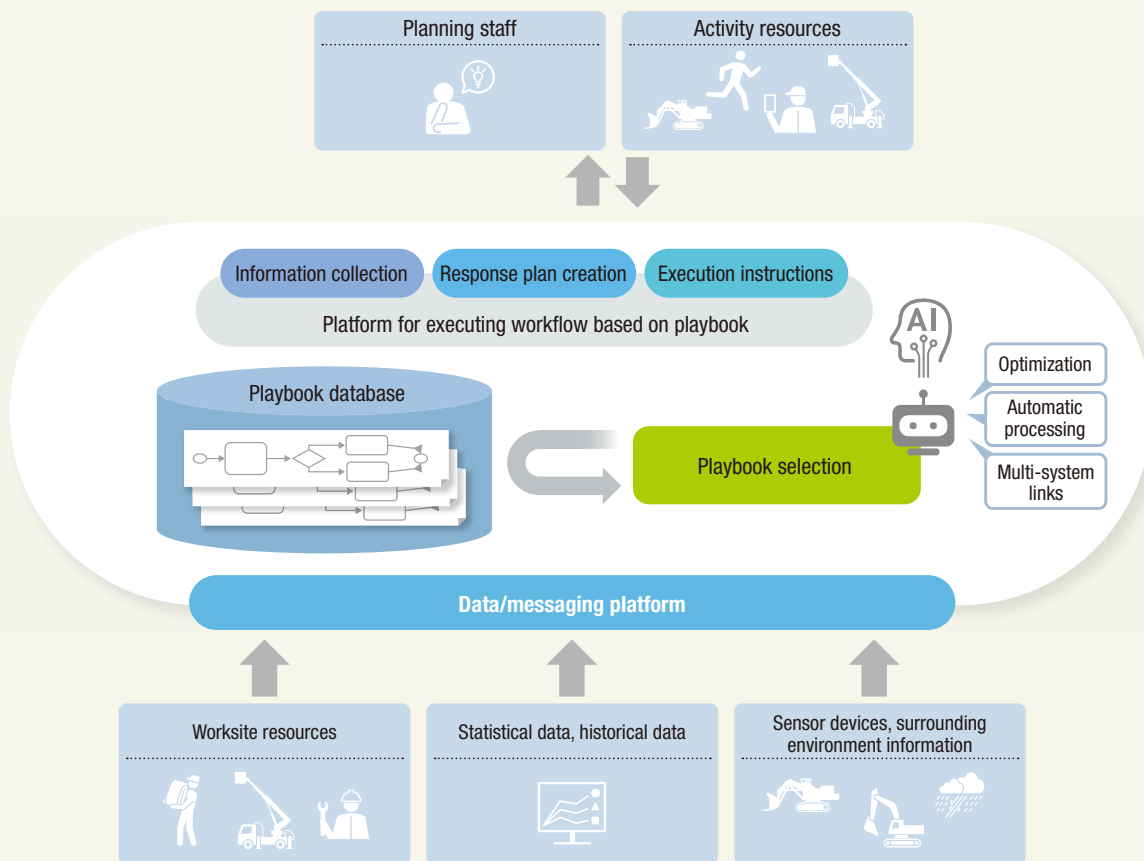 Planning staff
Activity resources
Information collection
Response plan creation
Execution instructions
Platform for executing workflow based on playbook
AI
Optimization
Automatic
processing
Multi-system
links
Playbook database
Playbook selection
Data/messaging platform
Worksite resources
Statistical data, historical data
Sensor devices, surrounding
environment information